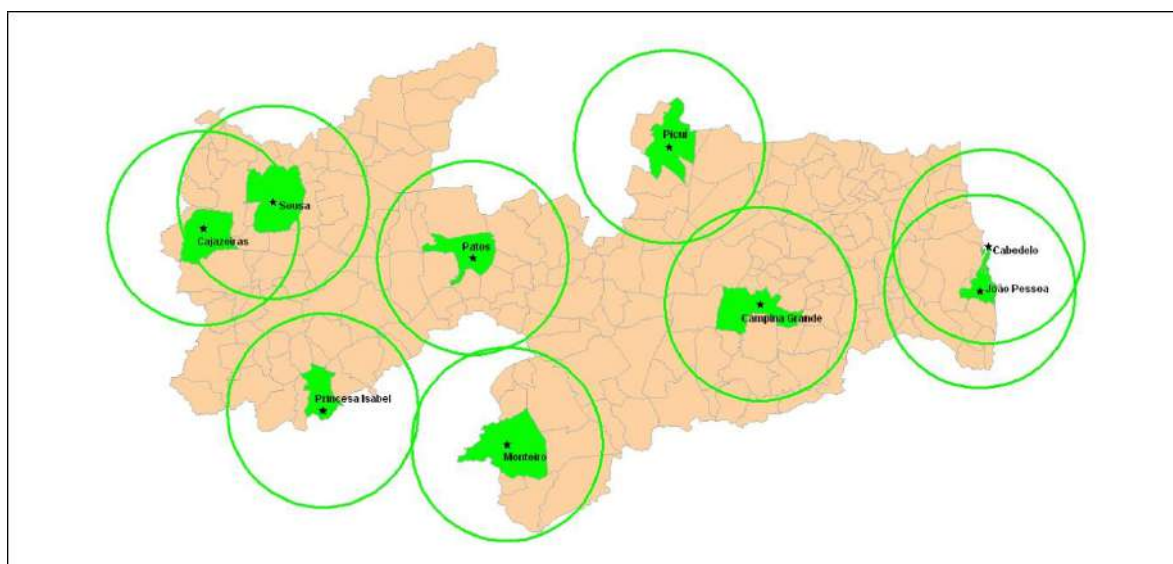 Picuí
Sousa
Cajazeiras
Patos
Cabedelo
João Pessoa
Campina Grande
Princesa Isabel
Monteiro